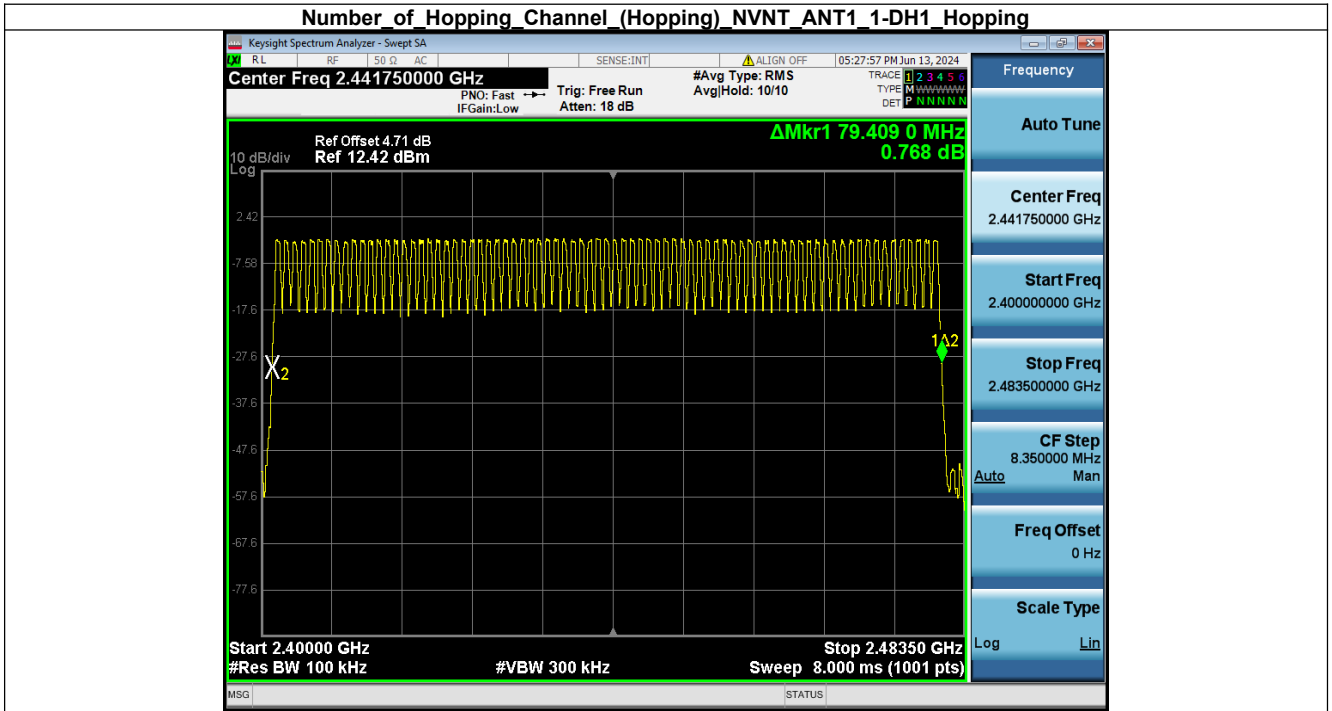 Number_of_Hopping_Channel_(Hopping)_NVNT_ANT1_1-DH1_Hopping
Keysight Spectrum Analyzer - Swept SA
LXI RL RF 50 Ω AC SENSE:INT ALIGN OFF 05:27:57 PM Jun 13, 2024
Center Freq 2.441750000 GHz
PNO: Fast
IFGain:Low
Trig: Free Run
Atten: 18 dB
#Avg Type: RMS
Avg|Hold: 10/10
TRACE 1 2 3 4 5 6
TYPE M W W W W W
DET P N N N N N
ΔMkr1 79.409 0 MHz
0.768 dB
Ref Offset 4.71 dB
10 dB/div Ref 12.42 dBm
Log
2.42
-7.58
-17.6
-27.6
-37.6
-47.6
-57.6
-67.6
-77.6
1Δ2
X2
Start 2.40000 GHz Stop 2.48350 GHz
#Res BW 100 kHz #VBW 300 kHz Sweep 8.000 ms (1001 pts)
MSG STATUS
Frequency
Auto Tune
Center Freq
2.441750000 GHz
Start Freq
2.400000000 GHz
Stop Freq
2.483500000 GHz
CF Step
8.350000 MHz
Auto Man
Freq Offset
0 Hz
Scale Type
Log Lin